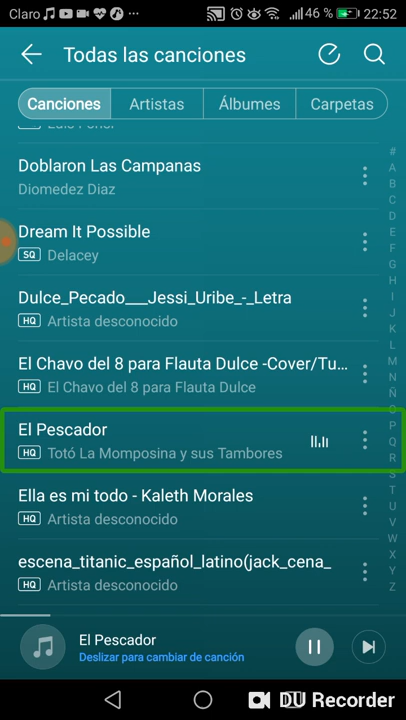 Claro 46 % 22:52
Todas las canciones
Canciones Artistas Álbumes Carpetas
Doblaron Las Campanas
Diomedez Diaz
Dream It Possible
SQ Delacey
Dulce_Pecado___Jessi_Uribe_-_Letra
HQ Artista desconocido
El Chavo del 8 para Flauta Dulce -Cover/Tu...
HQ El Chavo del 8 para Flauta Dulce
El Pescador
HQ Totó La Momposina y sus Tambores
Ella es mi todo - Kaleth Morales
HQ Artista desconocido
escena_titanic_español_latino(jack_cena_
HQ Artista desconocido
#
A
B
C
D
E
F
G
H
I
J
K
L
M
N
Ñ
O
P
Q
R
S
T
U
V
W
X
Y
Z
El Pescador
Deslizar para cambiar de canción
DU Recorder